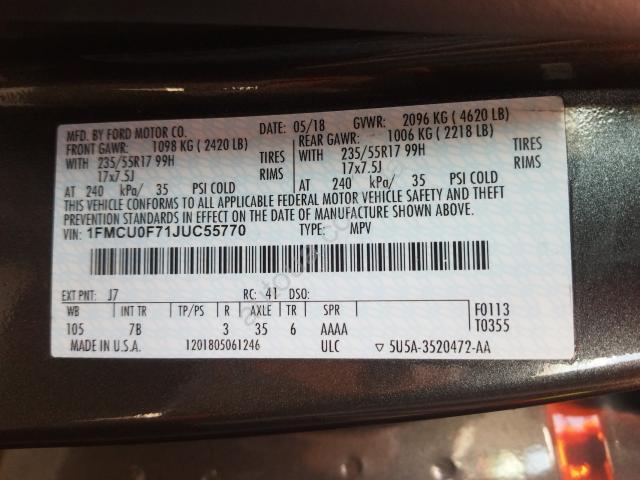 MFD. BY FORD MOTOR CO.
DATE: 05/18 GVWR: 2096 KG ( 4620 LB)
FRONT GAWR: 1098 KG ( 2420 LB)
REAR GAWR: 1006 KG ( 2218 LB)
WITH 235/55R17 99H TIRES
WITH 235/55R17 99H TIRES
17x7.5J RIMS
17x7.5J RIMS
AT 240 kPa/ 35 PSI COLD
AT 240 kPa/ 35 PSI COLD
THIS VEHICLE CONFORMS TO ALL APPLICABLE FEDERAL MOTOR VEHICLE SAFETY AND THEFT
PREVENTION STANDARDS IN EFFECT ON THE DATE OF MANUFACTURE SHOWN ABOVE.
VIN: 1FMCU0F71JUC55770 TYPE: MPV
EXT PNT: J7 RC: 41 DSO:
WB INT TR TP/PS R AXLE TR SPR
F0113
105 7B 3 35 6 AAAA
T0355
MADE IN U.S.A. 1201805061246 ULC ▽ 5U5A-3520472-AA